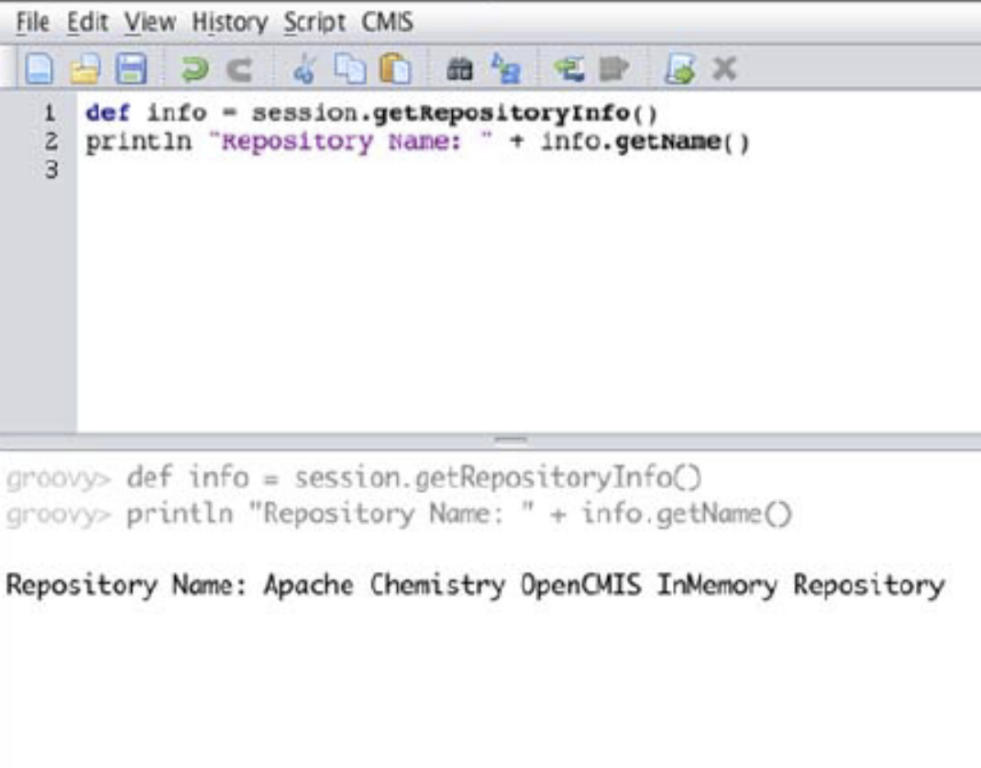 File Edit View History Script CMIS
1 def info = session.getRepositoryInfo()
2 println "Repository Name: " + info.getName()
3
groovy> def info = session.getRepositoryInfo()
groovy> println "Repository Name: " + info.getName()
Repository Name: Apache Chemistry OpenCMIS InMemory Repository